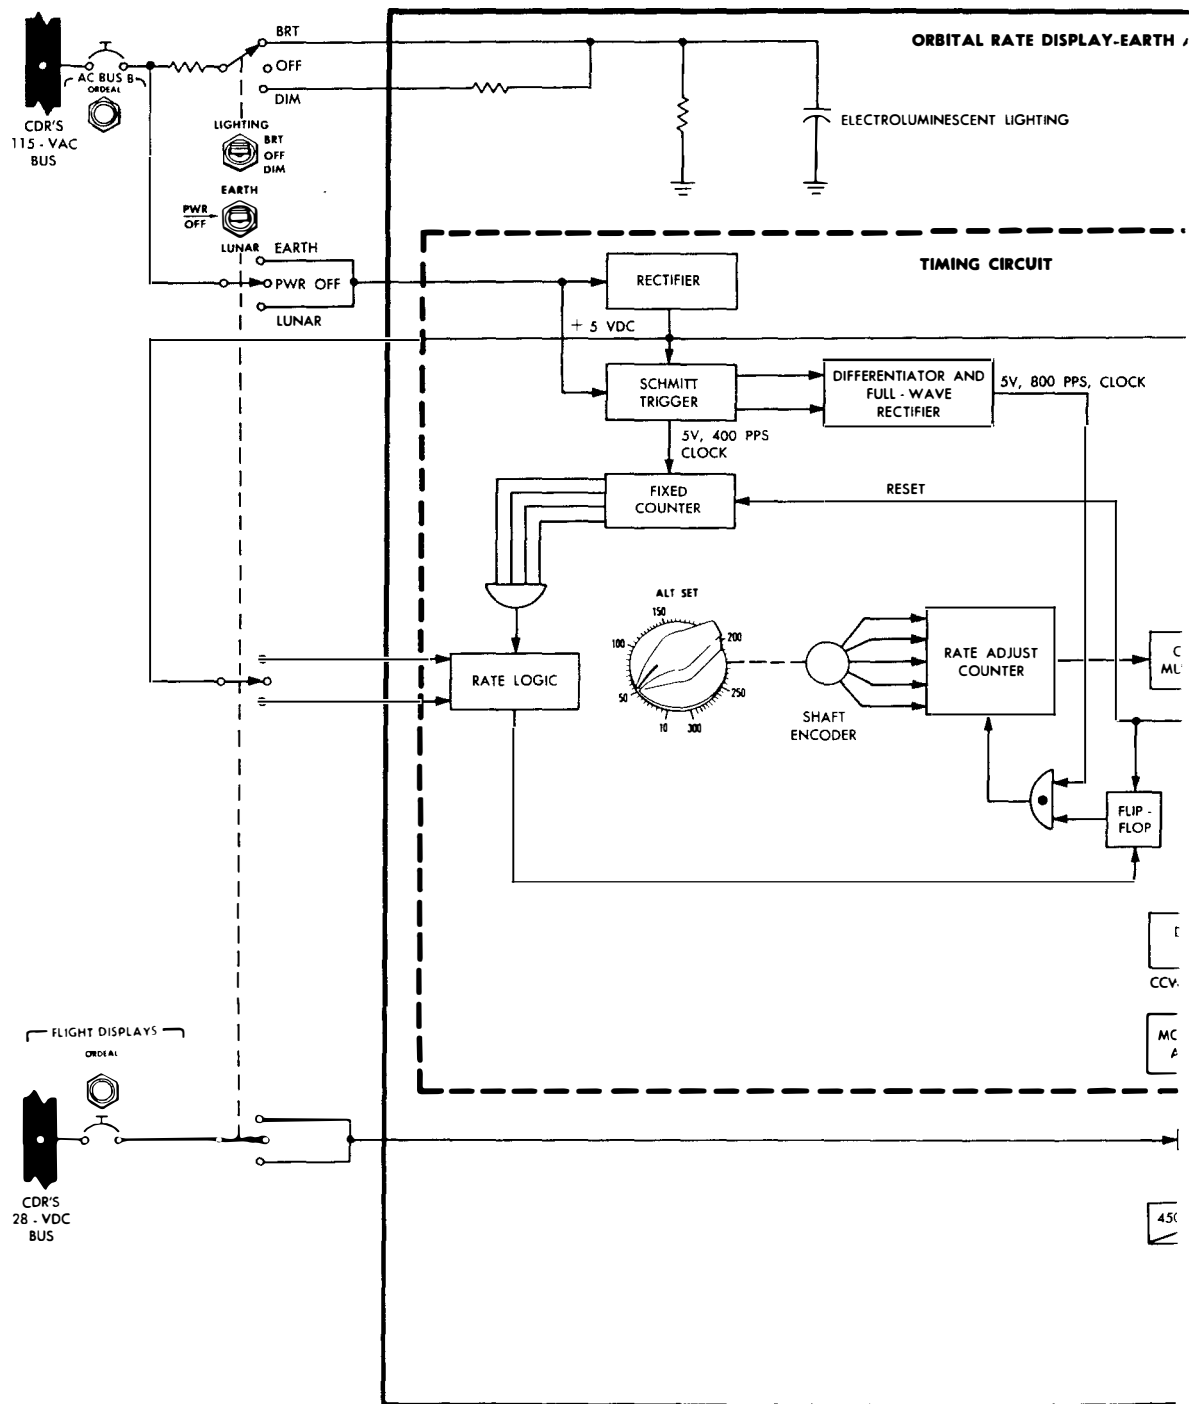 BRT
ORBITAL RATE DISPLAY-EARTH
OFF
AC BUS B
ORDEAL
DIM
CDR'S
115 - VAC
BUS
LIGHTING
BRT
OFF
DIM
ELECTROLUMINESCENT LIGHTING
EARTH
PWR
OFF
LUNAR
EARTH
PWR OFF
LUNAR
TIMING CIRCUIT
RECTIFIER
+ 5 VDC
SCHMITT
TRIGGER
DIFFERENTIATOR AND
FULL - WAVE
RECTIFIER
5V, 800 PPS, CLOCK
5V, 400 PPS
CLOCK
FIXED
COUNTER
RESET
ALT SET
150
100
200
50
250
10
300
RATE LOGIC
SHAFT
ENCODER
RATE ADJUST
COUNTER
C
MU
FLIP -
FLOP
CCW
MC
A
FLIGHT DISPLAYS
ORDEAL
CDR'S
28 - VDC
BUS
450